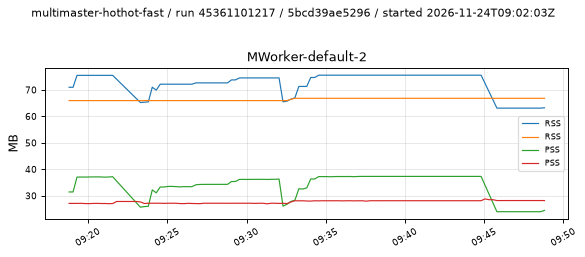 multimaster-hothot-fast / run 45361101217 / 5bcd39ae5296 / started 2026-11-24T09:02:03Z
MWorker-default-2
MB
70
60
50
40
30
RSS
RSS
PSS
PSS
09:20
09:25
09:30
09:35
09:40
09:45
09:50